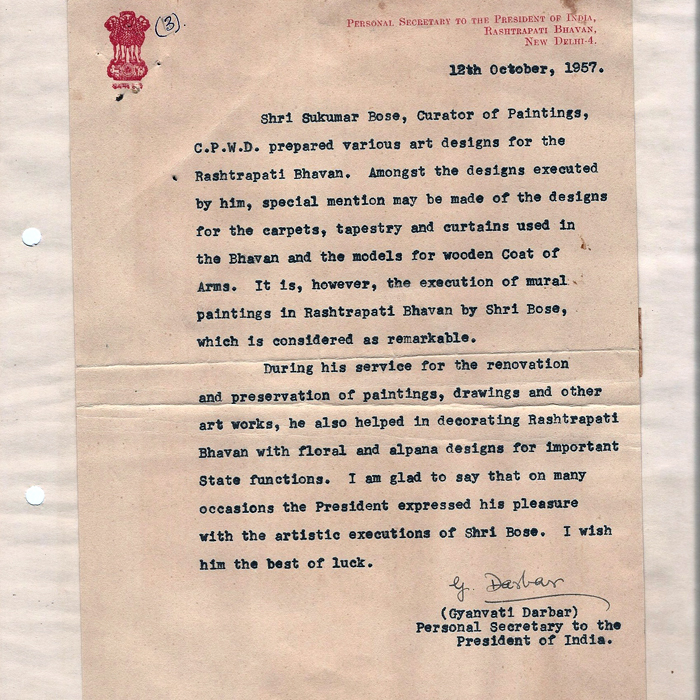 (3).
PERSONAL SECRETARY TO THE PRESIDENT OF INDIA,
RASHTRAPATI BHAVAN,
NEW DELHI-4.
12th October, 1957.
Shri Sukumar Bose, Curator of Paintings,
C.P.W.D. prepared various art designs for the
Rashtrapati Bhavan. Amongst the designs executed
by him, special mention may be made of the designs
for the carpets, tapestry and curtains used in
the Bhavan and the models for wooden Coat of
Arms. It is, however, the execution of mural
paintings in Rashtrapati Bhavan by Shri Bose,
which is considered as remarkable.
During his service for the renovation
and preservation of paintings, drawings and other
art works, he also helped in decorating Rashtrapati
Bhavan with floral and alpana designs for important
State functions. I am glad to say that on many
occasions the President expressed his pleasure
with the artistic executions of Shri Bose. I wish
him the best of luck.
G. Darbar
(Gyanvati Darbar)
Personal Secretary to the
President of India.